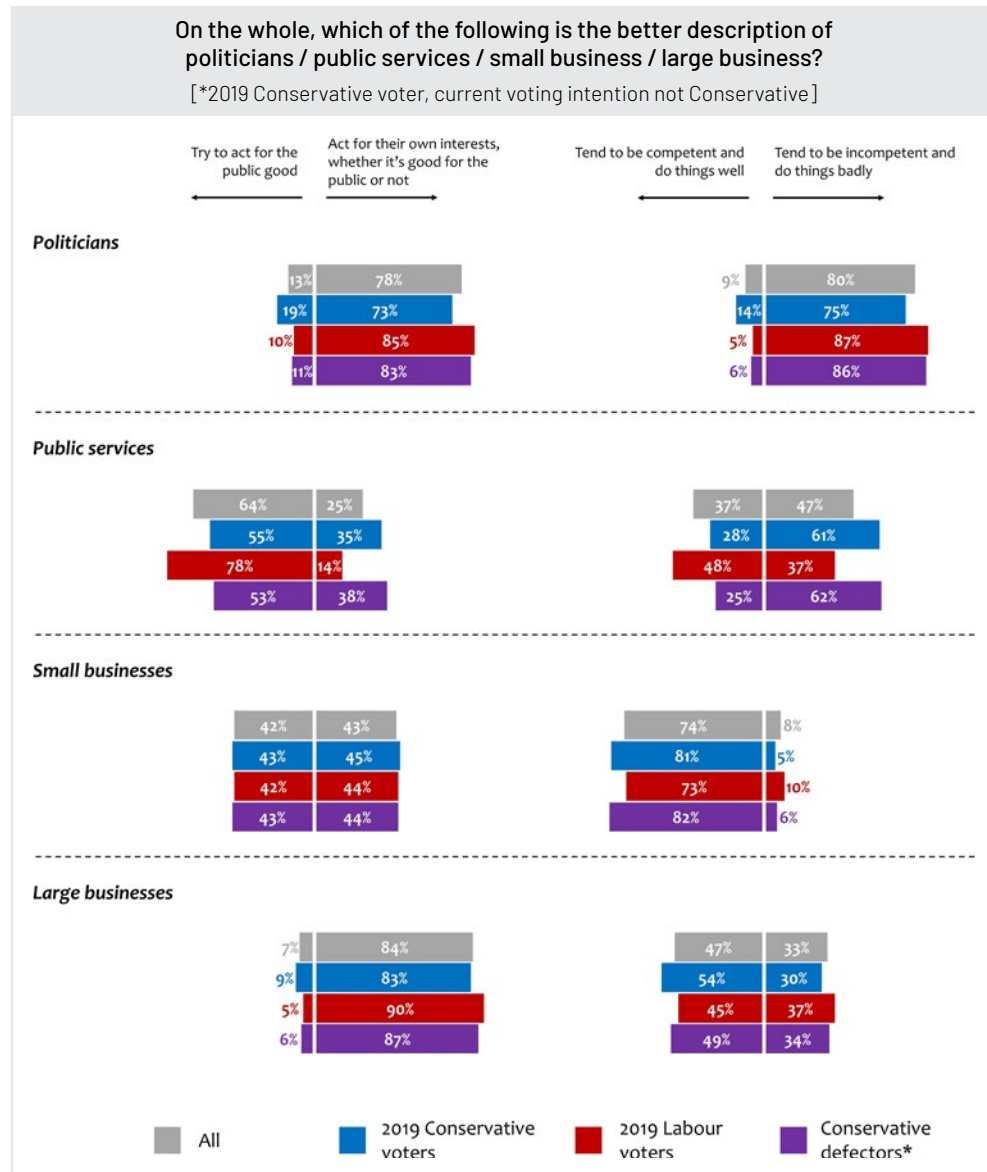 On the whole, which of the following is the better description of
politicians / public services / small business / large business?
[*2019 Conservative voter, current voting intention not Conservative]
Try to act for the
public good
Act for their own interests,
whether it's good for the
public or not
Tend to be competent and
do things well
Tend to be incompetent and
do things badly
Politicians
13% 78% 9% 80%
19% 73% 14% 75%
10% 85% 5% 87%
11% 83% 6% 86%
Public services
64% 25% 37% 47%
55% 35% 28% 61%
78% 14% 48% 37%
53% 38% 25% 62%
Small businesses
42% 43% 74% 8%
43% 45% 81% 5%
42% 44% 73% 10%
43% 44% 82% 6%
Large businesses
7% 84% 47% 33%
9% 83% 54% 30%
5% 90% 45% 37%
6% 87% 49% 34%
All
2019 Conservative
voters
2019 Labour
voters
Conservative
defectors*